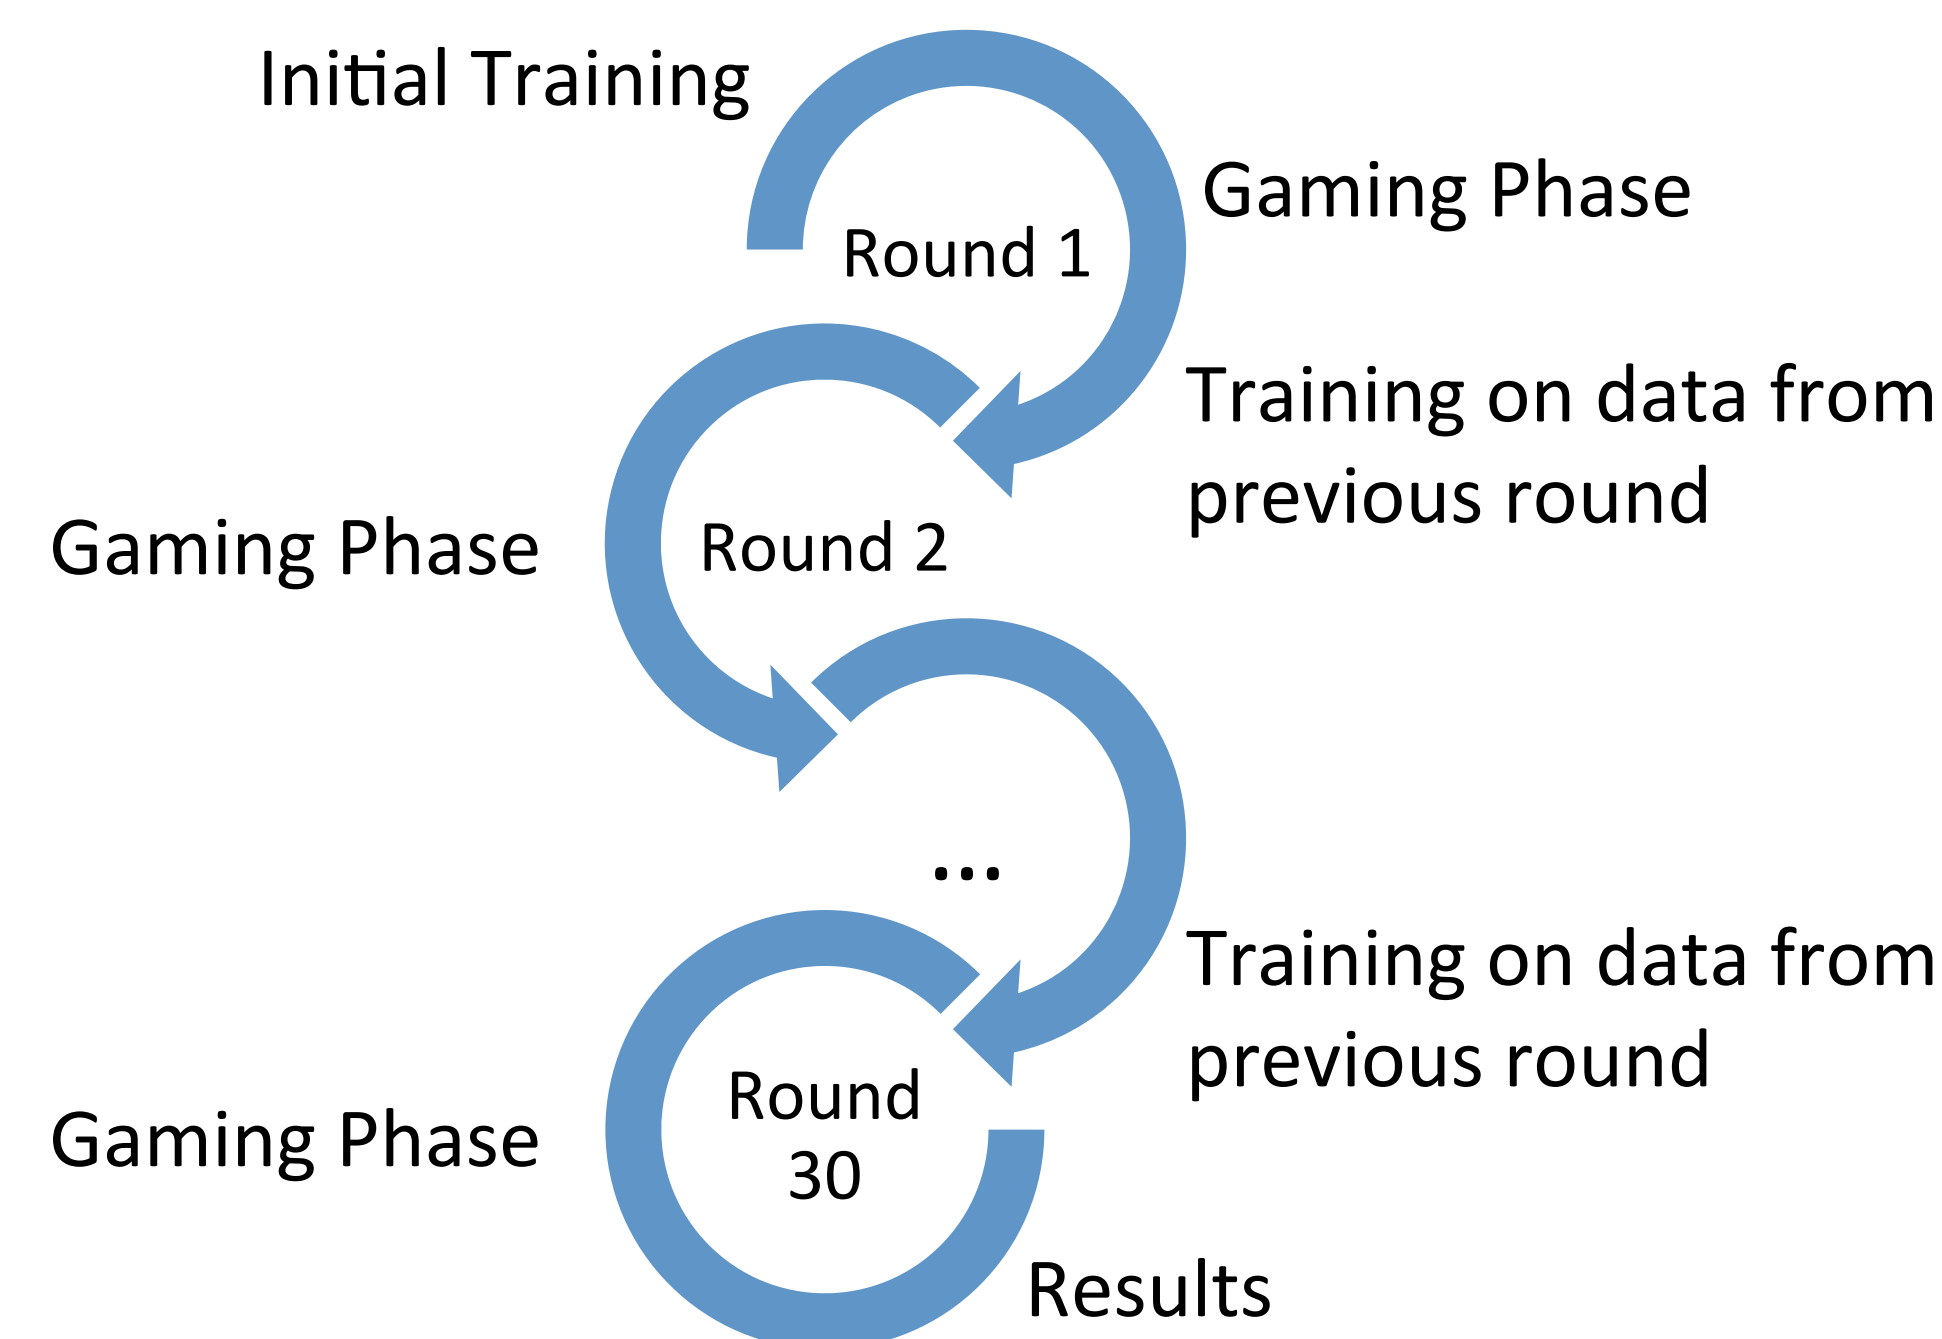 Initial Training
Gaming Phase
Round 1
Training on data from
previous round
Gaming Phase
Round 2
...
Training on data from
previous round
Round
30
Gaming Phase
Results